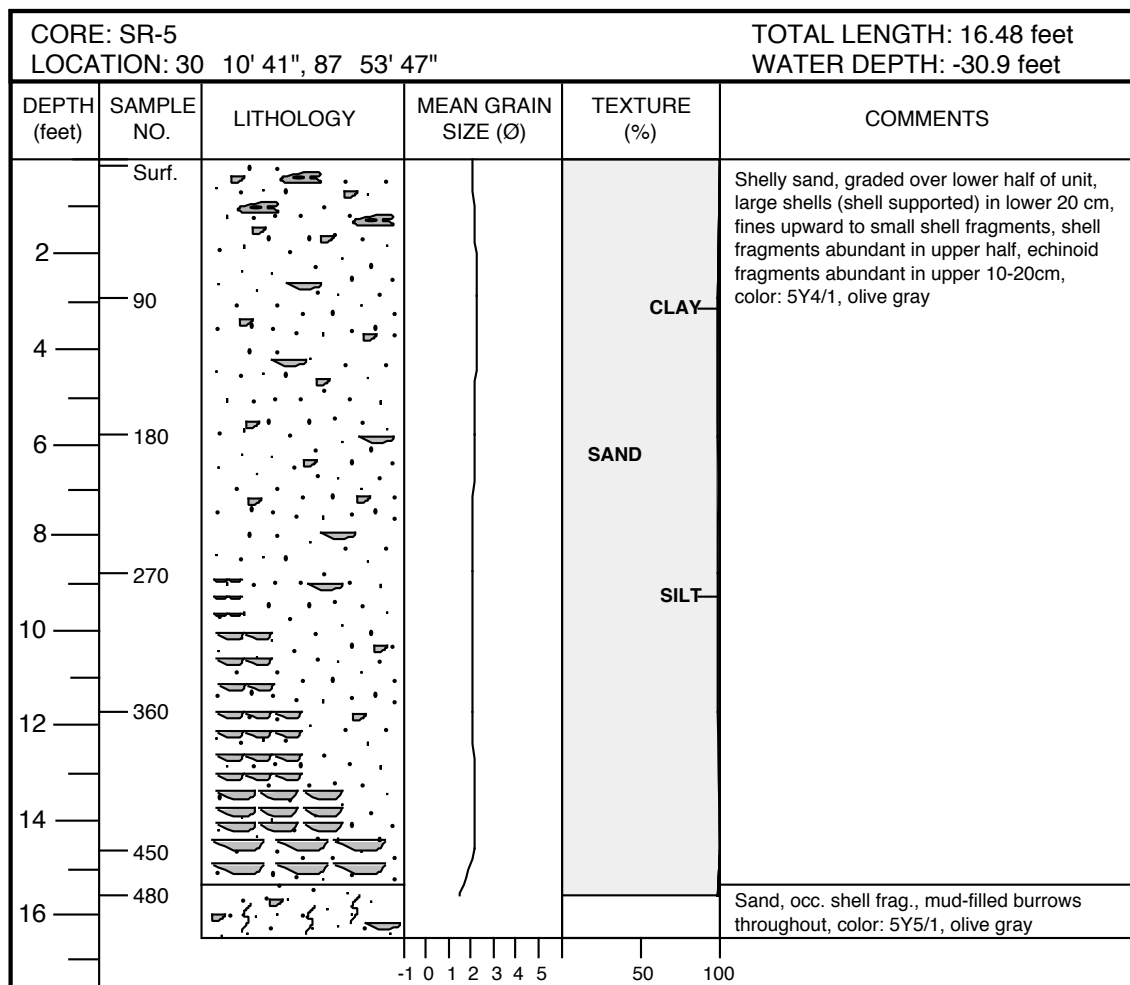 CORE: SR-5
LOCATION: 30 10' 41", 87 53' 47"
TOTAL LENGTH: 16.48 feet
WATER DEPTH: -30.9 feet
DEPTH
(feet)
SAMPLE
NO.
LITHOLOGY
MEAN GRAIN
SIZE (Ø)
TEXTURE
(%)
COMMENTS
2
4
6
8
10
12
14
16
Surf.
90
180
270
360
450
480
-1 0 1 2 3 4 5
CLAY
SAND
SILT
50 100
Shelly sand, graded over lower half of unit,
large shells (shell supported) in lower 20 cm,
fines upward to small shell fragments, shell
fragments abundant in upper half, echinoid
fragments abundant in upper 10-20cm,
color: 5Y4/1, olive gray
Sand, occ. shell frag., mud-filled burrows
throughout, color: 5Y5/1, olive gray